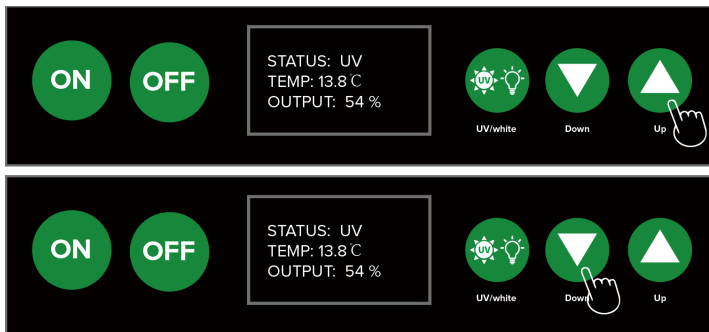 ON
OFF
STATUS: UV
TEMP: 13.8℃
OUTPUT: 54 %
UV
UV/white
Down
Up
ON
OFF
STATUS: UV
TEMP: 13.8℃
OUTPUT: 54 %
UV
UV/white
Down
Up